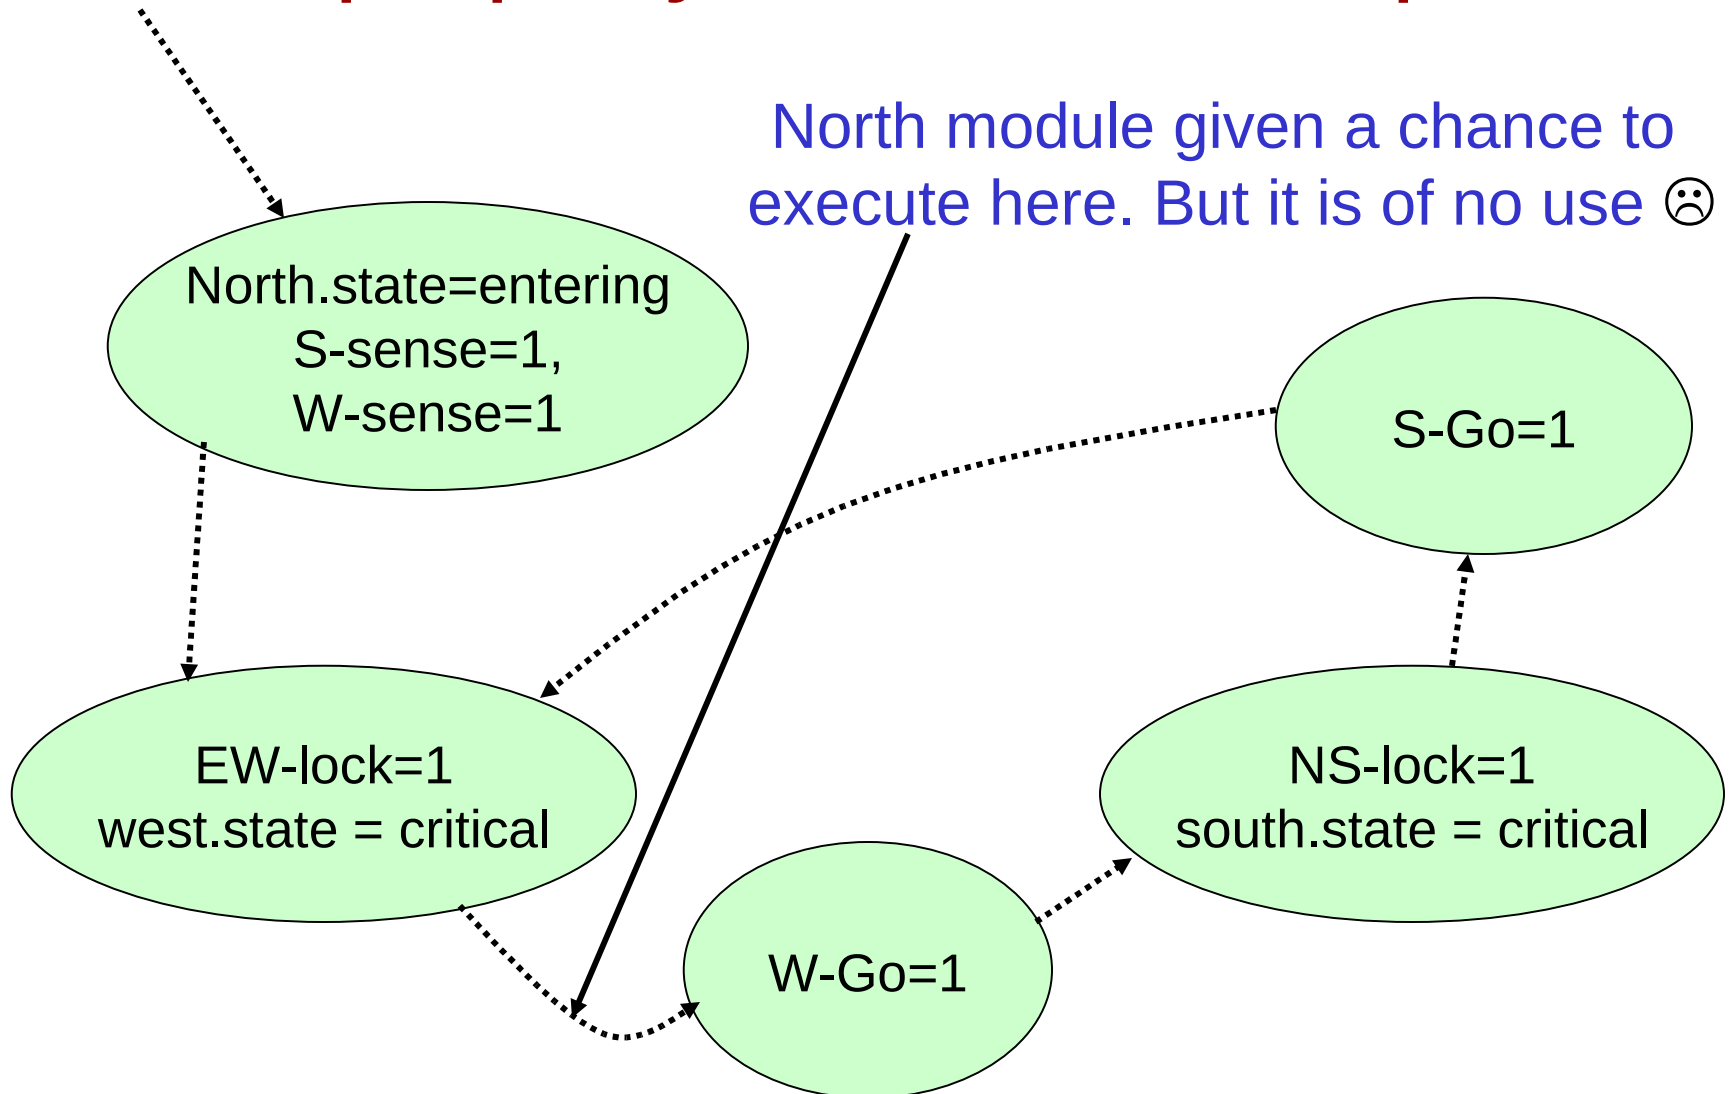 North module given a chance to
execute here. But it is of no use ☹
North.state=entering
S-sense=1,
W-sense=1
S-Go=1
EW-lock=1
west.state = critical
NS-lock=1
south.state = critical
W-Go=1